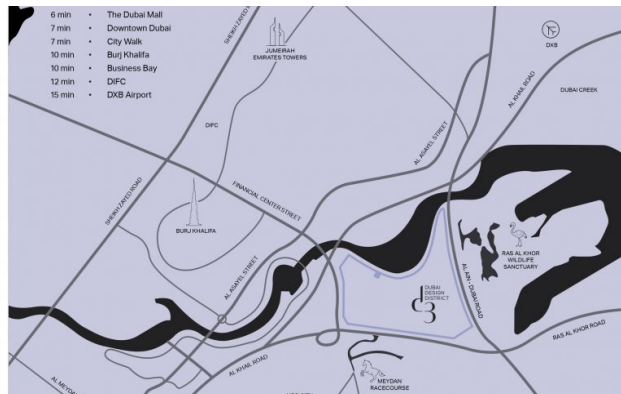 6 min • The Dubai Mall
7 min • Downtown Dubai
7 min • City Walk
10 min • Burj Khalifa
10 min • Business Bay
12 min • DIFC
15 min • DXB Airport
SHEIKH ZAYED ROAD
JUMEIRAH
EMIRATES TOWERS
DXB
AL KHAIL ROAD
DUBAI CREEK
DIFC
AL ASAYEL STREET
SHEIKH ZAYED ROAD
FINANCIAL CENTER STREET
BURJ KHALIFA
RAS AL KHOR
WILDLIFE
SANCTUARY
AL ASAYEL STREET
AL AIN - DUBAI ROAD
d3
DUBAI
DESIGN
DISTRICT
RAS AL KHOR ROAD
AL KHAIL ROAD
MEYDAN
RACECOURSE